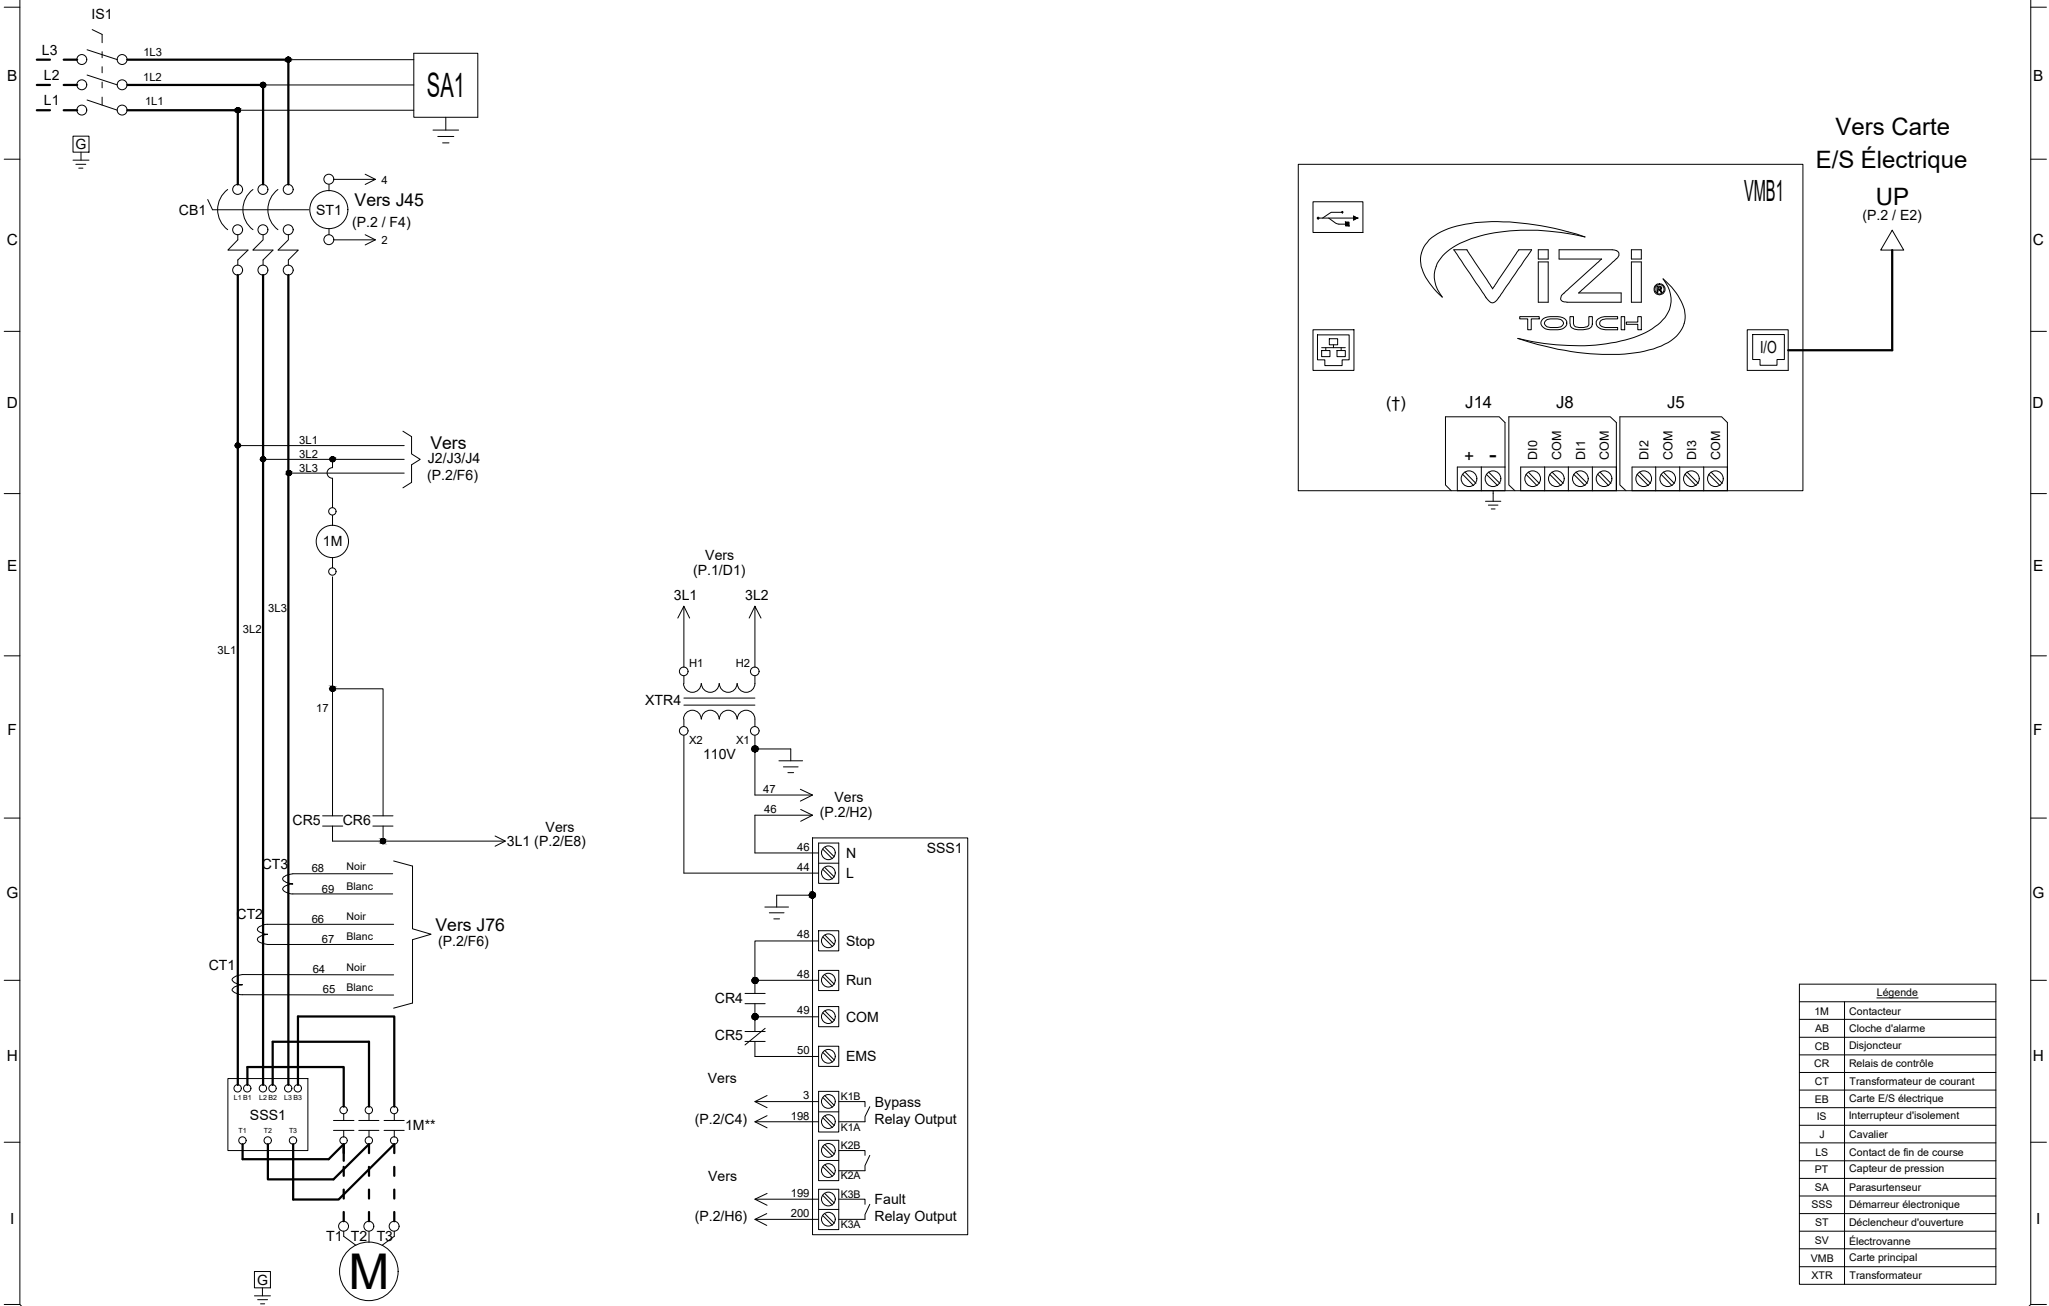 IS1
L3
1L3
L2
1L2
L1
1L1
SA1
G
B
B
CB1
ST1
4
Vers J45
(P.2 / F4)
2
C
C
VMB1
Vers Carte
E/S Électrique
UP
(P.2 / E2)
ViZi
®
TOUCH
I/O
(†)
J14
J8
J5
+
-
DI0
COM
DI1
COM
DI2
COM
DI3
COM
D
D
3L1
3L2
3L3
Vers
J2/J3/J4
(P.2/F6)
1M
E
E
3L3
3L2
3L1
17
Vers
(P.1/D1)
3L1
3L2
H1
H2
XTR4
X2
X1
110V
F
F
47
46
Vers
(P.2/H2)
CR5
CR6
Vers
3L1 (P.2/E8)
CT3
68
Noir
69
Blanc
CT2
66
Noir
67
Blanc
CT1
64
Noir
65
Blanc
Vers J76
(P.2/F6)
G
G
SSS1
46
N
44
L
48
Stop
48
Run
CR4
49
COM
CR5
50
EMS
Vers
(P.2/C4)
3
K1B
Bypass
198
K1A
Relay Output
K2B
K2A
Vers
(P.2/H6)
199
K3B
Fault
200
K3A
Relay Output
H
H
L1
B1
L2
B2
L3
B3
SSS1
T1
T2
T3
1M**
T1
T2
T3
M
G
I
I
Légende
1M Contacteur
AB Cloche d'alarme
CB Disjoncteur
CR Relais de contrôle
CT Transformateur de courant
EB Carte E/S électrique
IS Interrupteur d'isolement
J Cavalier
LS Contact de fin de course
PT Capteur de pression
SA Parasurtenseur
SSS Démarreur électronique
ST Déclencheur d'ouverture
SV Électrovanne
VMB Carte principal
XTR Transformateur